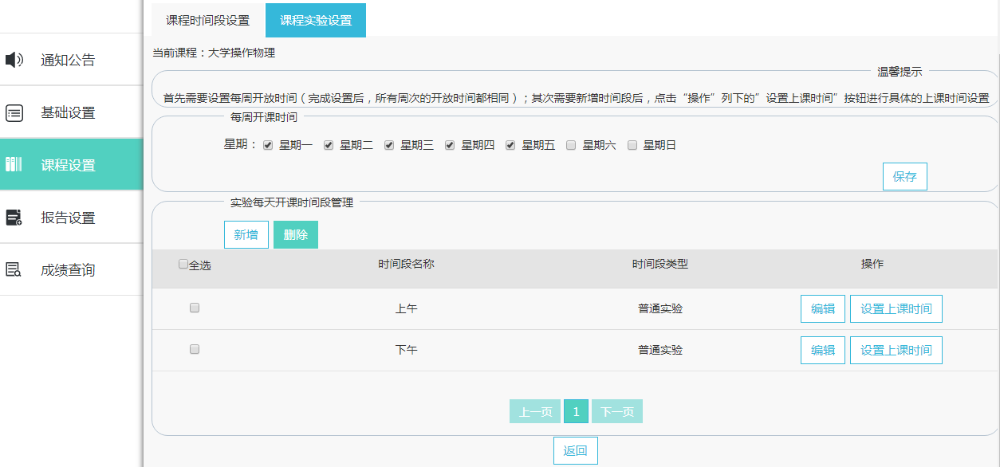 课程时间段设置 课程实验设置
当前课程：大学操作物理
温馨提示
首先需要设置每周开放时间（完成设置后，所有周次的开放时间都相同）；其次需要新增时间段后，点击“操作”列下的”设置上课时间”按钮进行具体的上课时间设置
每周开课时间
星期： 星期一 星期二 星期三 星期四 星期五 星期六 星期日
保存
实验每天开课时间段管理
新增 删除
全选 时间段名称 时间段类型 操作
上午 普通实验 编辑 设置上课时间
下午 普通实验 编辑 设置上课时间
上一页 1 下一页
返回
通知公告
基础设置
课程设置
报告设置
成绩查询